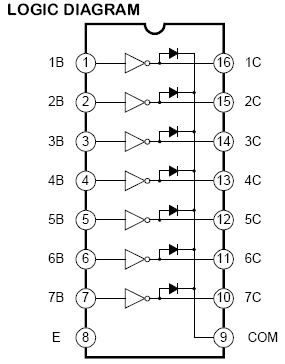 LOGIC DIAGRAM
1B 1 16 1C
2B 2 15 2C
3B 3 14 3C
4B 4 13 4C
5B 5 12 5C
6B 6 11 6C
7B 7 10 7C
E 8 9 COM